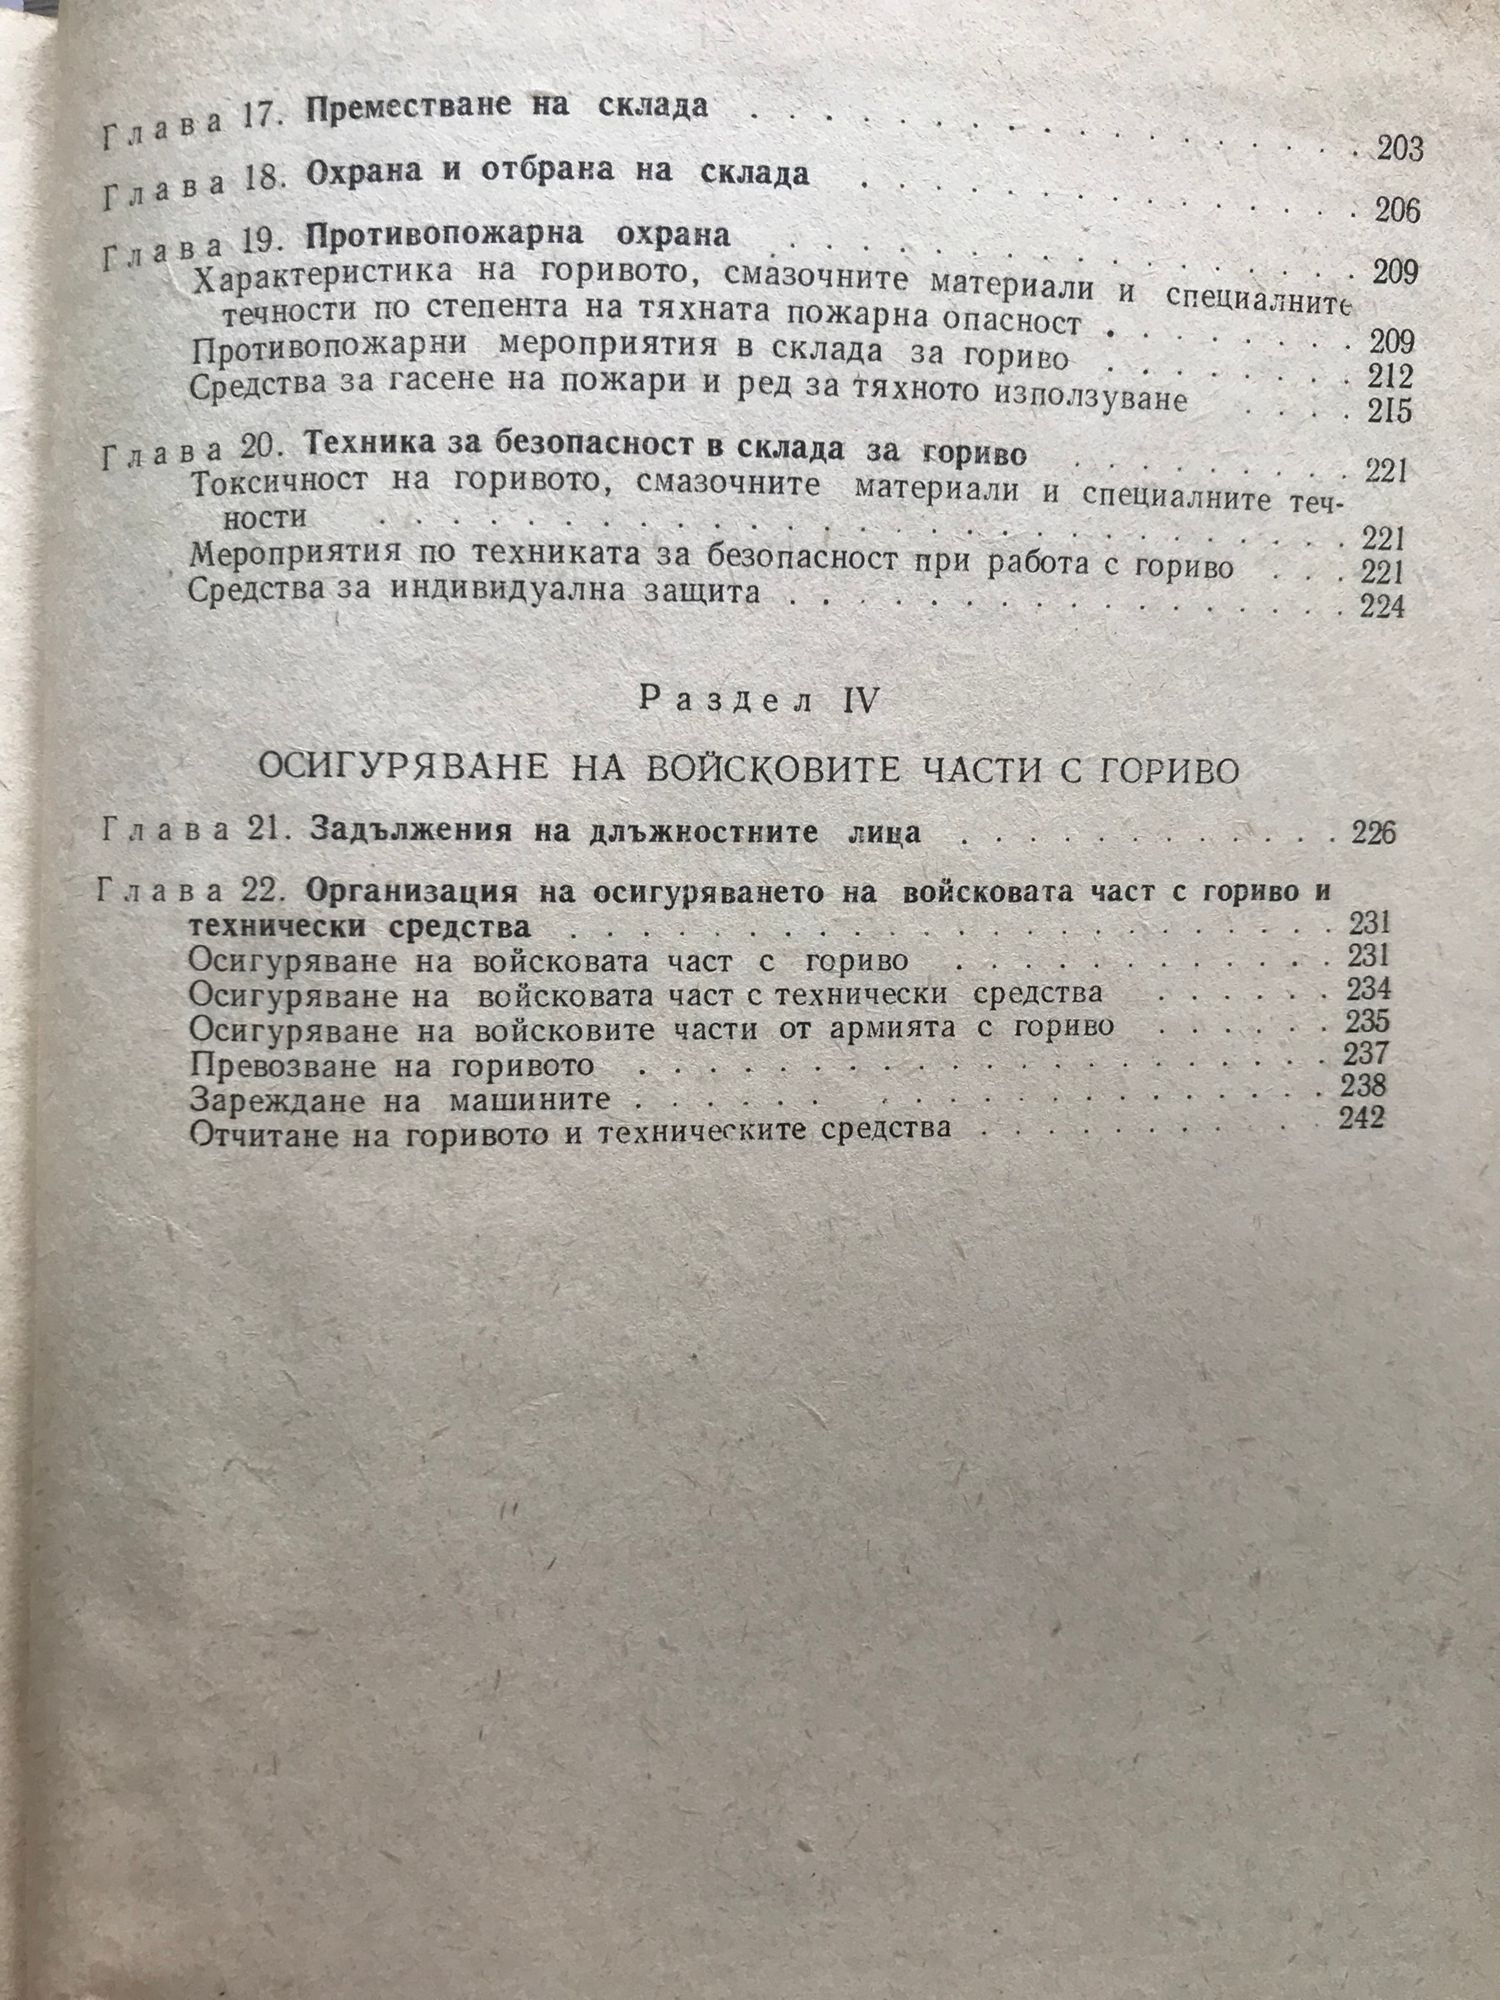 Глава 17. Преместване на склада . . . . . . . . . . . . . . . . 203
Глава 18. Охрана и отбрана на склада . . . . . . . . . . . . . . 206
Глава 19. Противопожарна охрана . . . . . . . . . . . . . . . . 209
Характеристика на горивото, смазочните материали и специалните
течности по степента на тяхната пожарна опасност . . . . . . . . 209
Противопожарни мероприятия в склада за гориво . . . . . . . . 212
Средства за гасене на пожари и ред за тяхното използуване . . . . 215
Глава 20. Техника за безопасност в склада за гориво . . . . . . . . 221
Токсичност на горивото, смазочните материали и специалните теч-
ности . . . . . . . . . . . . . . . . . . . . . . . . . . . 221
Мероприятия по техниката за безопасност при работа с гориво . . . 221
Средства за индивидуална защита . . . . . . . . . . . . . . . . 224
Раздел IV
ОСИГУРЯВАНЕ НА ВОЙСКОВИТЕ ЧАСТИ С ГОРИВО
Глава 21. Задължения на длъжностните лица . . . . . . . . . . . . 226
Глава 22. Организация на осигуряването на войсковата част с гориво и
технически средства . . . . . . . . . . . . . . . . . . . . . . 231
Осигуряване на войсковата част с гориво . . . . . . . . . . . . 231
Осигуряване на войсковата част с технически средства . . . . . . 234
Осигуряване на войсковите части от армията с гориво . . . . . . 235
Превозване на горивото . . . . . . . . . . . . . . . . . . . . 237
Зареждане на машините . . . . . . . . . . . . . . . . . . . . 238
Отчитане на горивото и техническите средства . . . . . . . . . . 242